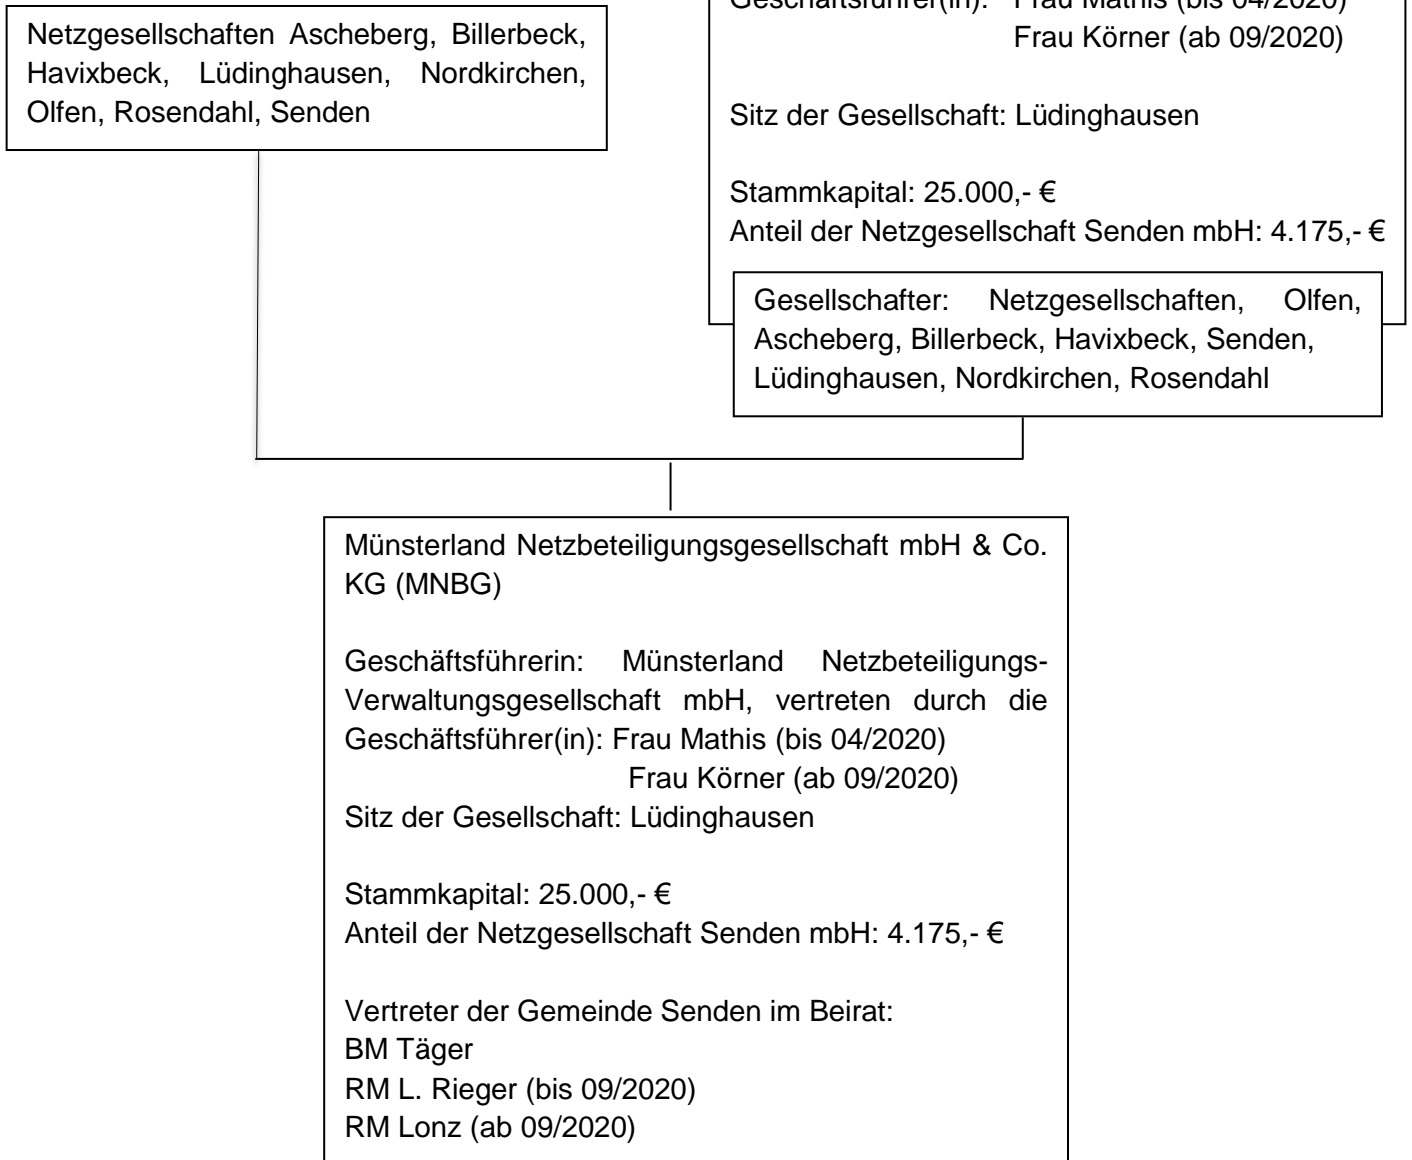 Netzgesellschaften Ascheberg, Billerbeck,
Havixbeck, Lüdinghausen, Nordkirchen,
Olfen, Rosendahl, Senden
Geschäftsführer(in): Frau Mathis (bis 04/2020)
Frau Körner (ab 09/2020)
Sitz der Gesellschaft: Lüdinghausen
Stammkapital: 25.000,- €
Anteil der Netzgesellschaft Senden mbH: 4.175,- €
Gesellschafter: Netzgesellschaften, Olfen,
Ascheberg, Billerbeck, Havixbeck, Senden,
Lüdinghausen, Nordkirchen, Rosendahl
Münsterland Netzbeteiligungsgesellschaft mbH & Co.
KG (MNBG)
Geschäftsführerin: Münsterland Netzbeteiligungs-
Verwaltungsgesellschaft mbH, vertreten durch die
Geschäftsführer(in): Frau Mathis (bis 04/2020)
Frau Körner (ab 09/2020)
Sitz der Gesellschaft: Lüdinghausen
Stammkapital: 25.000,- €
Anteil der Netzgesellschaft Senden mbH: 4.175,- €
Vertreter der Gemeinde Senden im Beirat:
BM Täger
RM L. Rieger (bis 09/2020)
RM Lonz (ab 09/2020)